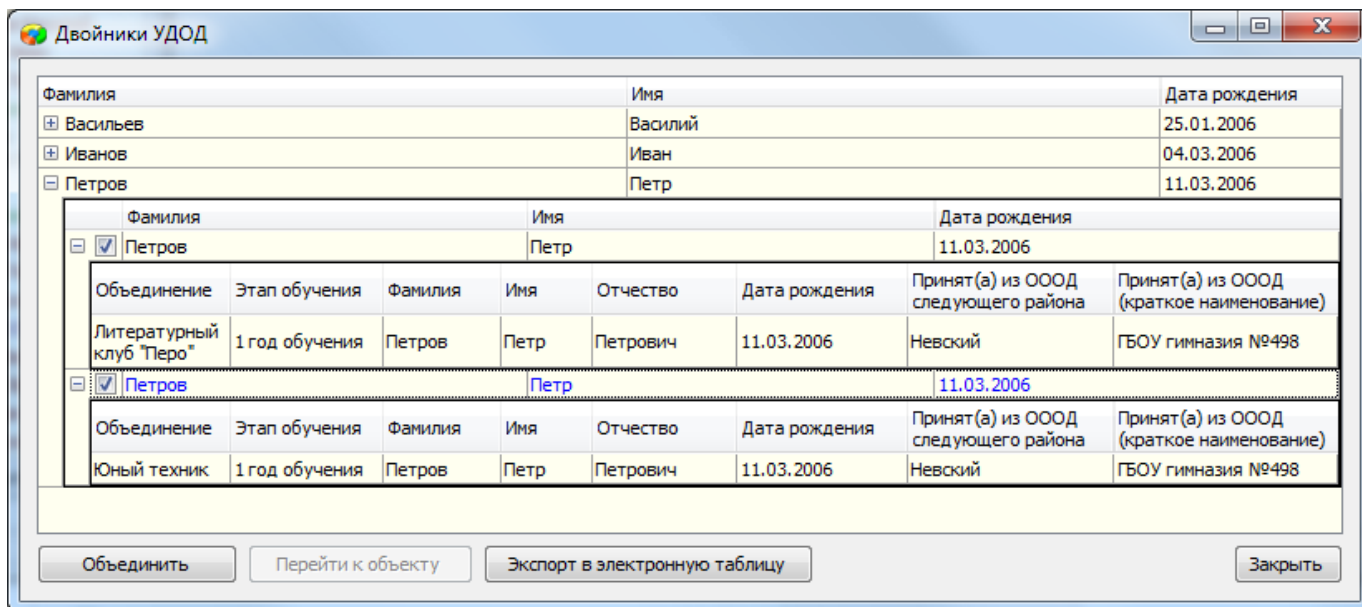 Двойники УДОД
Фамилия Имя Дата рождения
Васильев Василий 25.01.2006
Иванов Иван 04.03.2006
Петров Петр 11.03.2006
Фамилия Имя Дата рождения
Петров Петр 11.03.2006
Объединение Этап обучения Фамилия Имя Отчество Дата рождения Принят(а) из ОООД следующего района Принят(а) из ОООД (краткое наименование)
Литературный клуб "Перо" 1 год обучения Петров Петр Петрович 11.03.2006 Невский ГБОУ гимназия №498
Петров Петр 11.03.2006
Объединение Этап обучения Фамилия Имя Отчество Дата рождения Принят(а) из ОООД следующего района Принят(а) из ОООД (краткое наименование)
Юный техник 1 год обучения Петров Петр Петрович 11.03.2006 Невский ГБОУ гимназия №498
Объединить Перейти к объекту Экспорт в электронную таблицу Закрыть